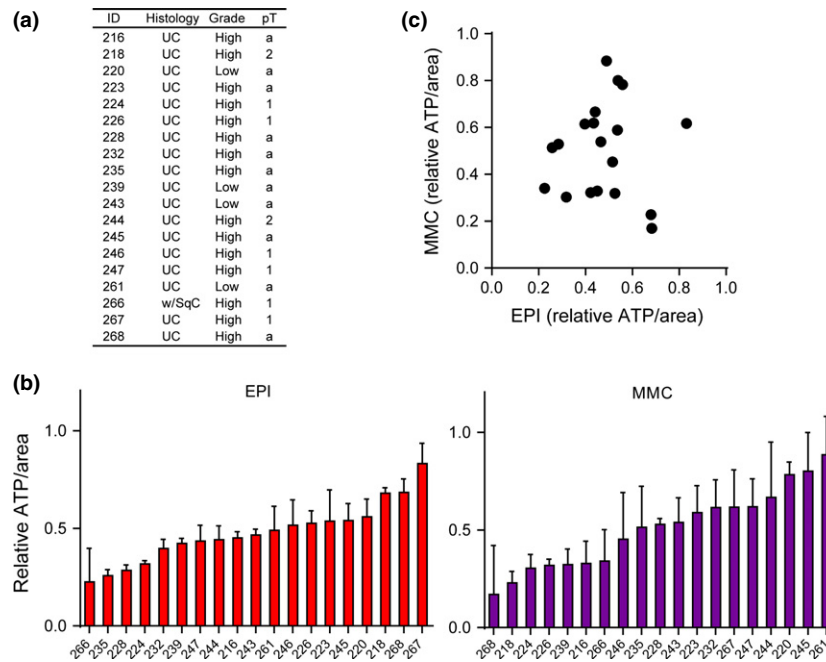 (a)
ID Histology Grade pT
216 UC High a
218 UC High 2
220 UC Low a
223 UC High a
224 UC High 1
226 UC High 1
228 UC High a
232 UC High a
235 UC High a
239 UC Low a
243 UC Low a
244 UC High 2
245 UC High a
246 UC High 1
247 UC High 1
261 UC Low a
266 w/SqC High 1
267 UC High 1
268 UC High a
(c)
1.0
0.8
0.6
0.4
0.2
0.0
MMC (relative ATP/area)
0.0 0.2 0.4 0.6 0.8 1.0
EPI (relative ATP/area)
(b)
EPI
Relative ATP/area
1.0
0.5
0.0
266 235 228 224 232 239 247 244 216 243 261 246 226 223 245 220 218 268 267
MMC
1.0
0.5
0.0
268 218 224 226 239 216 266 246 235 228 243 223 232 267 247 244 220 245 261